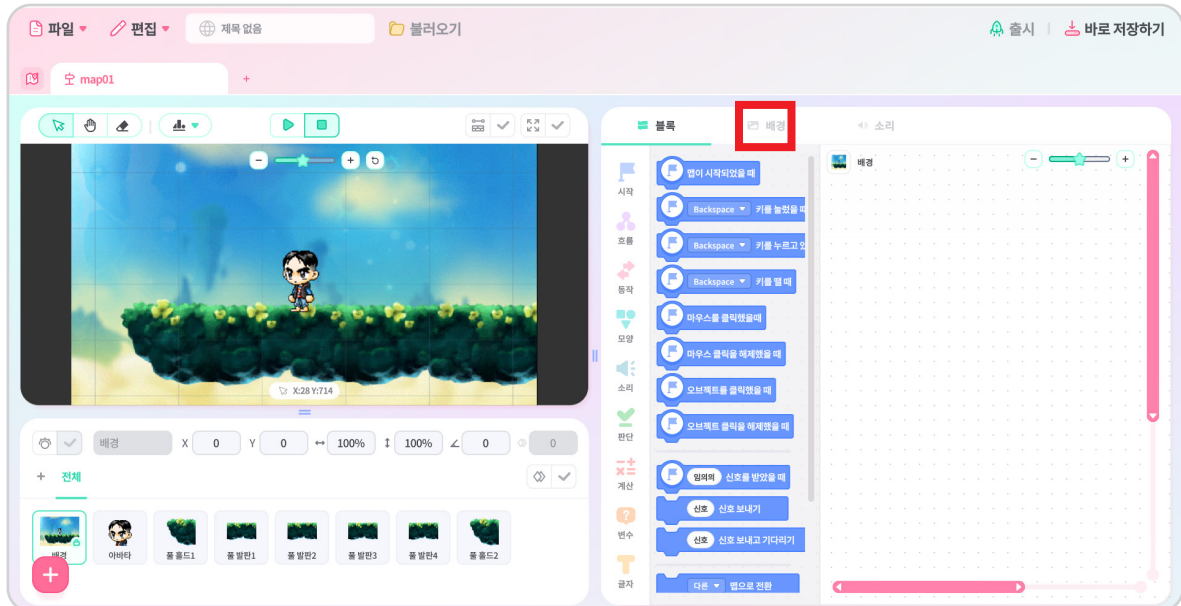 파일 편집 제목 없음 불러오기 출시 바로 저장하기
map01 +
블록 배경 소리
X:28 Y:714
배경 X 0 Y 0 100% 100% 0 0
+ 전체
배경 아바타 풀 흘드1 풀 발판1 풀 발판2 풀 발판3 풀 발판4 풀 흘드2
시작
흐름
동작
모양
소리
판단
계산
변수
글자
맵이 시작되었을 때
Backspace 키를 눌렀을 때
Backspace 키를 누르고 있
Backspace 키를 뗄 때
마우스를 클릭했을때
마우스 클릭을 해제했을 때
오브젝트를 클릭했을 때
오브젝트 클릭을 해제했을 때
임의의 신호를 받았을 때
신호 신호 보내기
신호 신호 보내고 기다리기
다른 맵으로 전환
배경